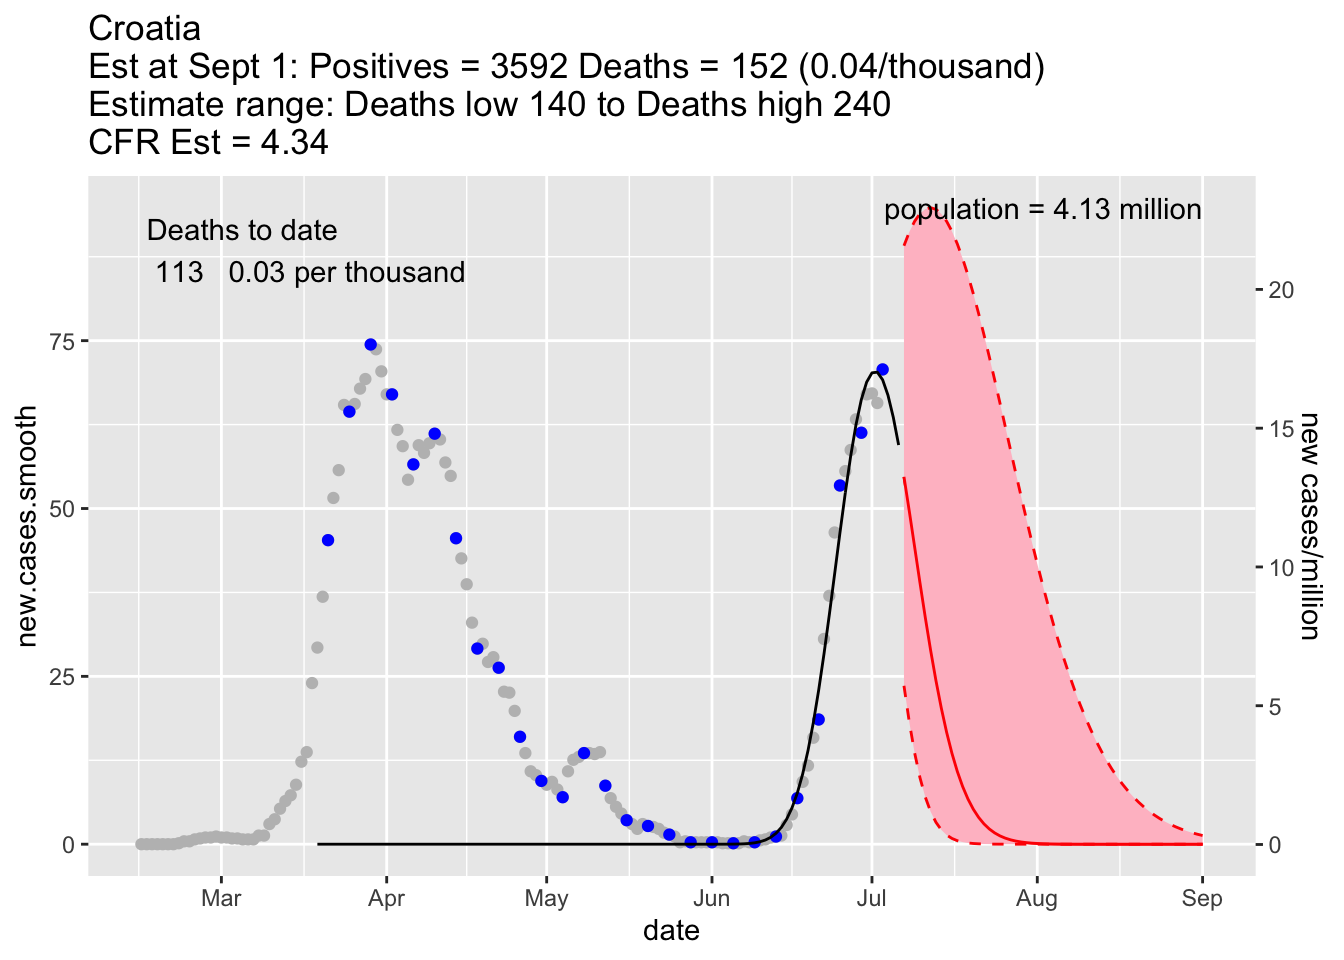 Croatia
Est at Sept 1: Positives = 3592 Deaths = 152 (0.04/thousand)
Estimate range: Deaths low 140 to Deaths high 240
CFR Est = 4.34
population = 4.13 million
Deaths to date
113 0.03 per thousand
75
50
25
0
new.cases.smooth
20
15
10
5
0
new cases/million
Mar Apr May Jun Jul Aug Sep
date